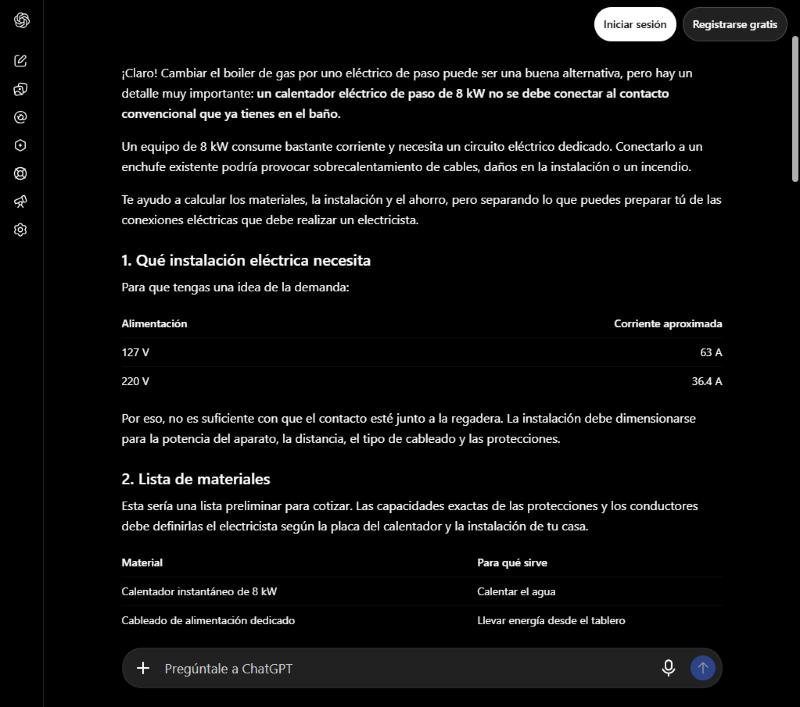 Iniciar sesión
Registrarse gratis
¡Claro! Cambiar el boiler de gas por uno eléctrico de paso puede ser una buena alternativa, pero hay un
detalle muy importante: un calentador eléctrico de paso de 8 kW no se debe conectar al contacto
convencional que ya tienes en el baño.
Un equipo de 8 kW consume bastante corriente y necesita un circuito eléctrico dedicado. Conectarlo a un
enchufe existente podría provocar sobrecalentamiento de cables, daños en la instalación o un incendio.
Te ayudo a calcular los materiales, la instalación y el ahorro, pero separando lo que puedes preparar tú de las
conexiones eléctricas que debe realizar un electricista.
1. Qué instalación eléctrica necesita
Para que tengas una idea de la demanda:
Alimentación Corriente aproximada
127 V 63 A
220 V 36.4 A
Por eso, no es suficiente con que el contacto esté junto a la regadera. La instalación debe dimensionarse
para la potencia del aparato, la distancia, el tipo de cableado y las protecciones.
2. Lista de materiales
Esta sería una lista preliminar para cotizar. Las capacidades exactas de las protecciones y los conductores
debe definirlas el electricista según la placa del calentador y la instalación de tu casa.
Material Para qué sirve
Calentador instantáneo de 8 kW Calentar el agua
Cableado de alimentación dedicado Llevar energía desde el tablero
Pregúntale a ChatGPT